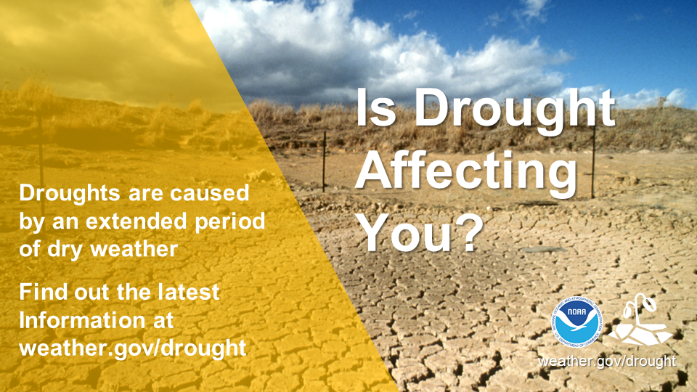 Is Drought
Affecting
You?
Droughts are caused
by an extended period
of dry weather
Find out the latest
Information at
weather.gov/drought
NOAA
weather.gov/drought